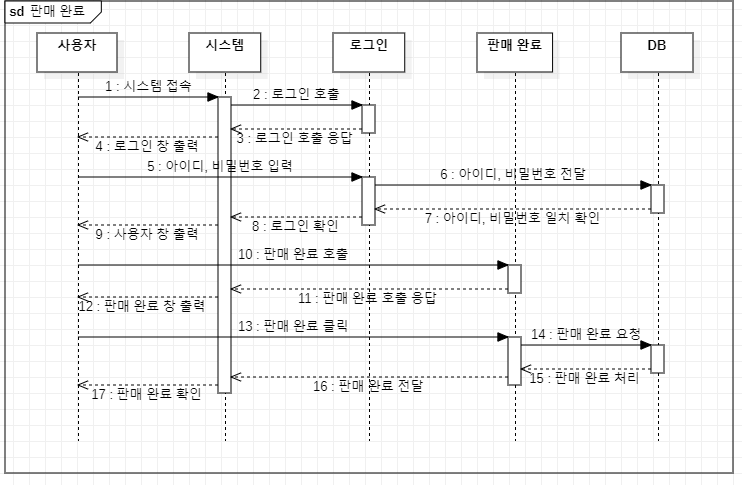 sd 판매 완료
사용자
시스템
로그인
판매 완료
DB
1 : 시스템 접속
2 : 로그인 호출
3 : 로그인 호출 응답
4 : 로그인 창 출력
5 : 아이디, 비밀번호 입력
6 : 아이디, 비밀번호 전달
7 : 아이디, 비밀번호 일치 확인
8 : 로그인 확인
9 : 사용자 창 출력
10 : 판매 완료 호출
11 : 판매 완료 호출 응답
12 : 판매 완료 창 출력
13 : 판매 완료 클릭
14 : 판매 완료 요청
15 : 판매 완료 처리
16 : 판매 완료 전달
17 : 판매 완료 확인